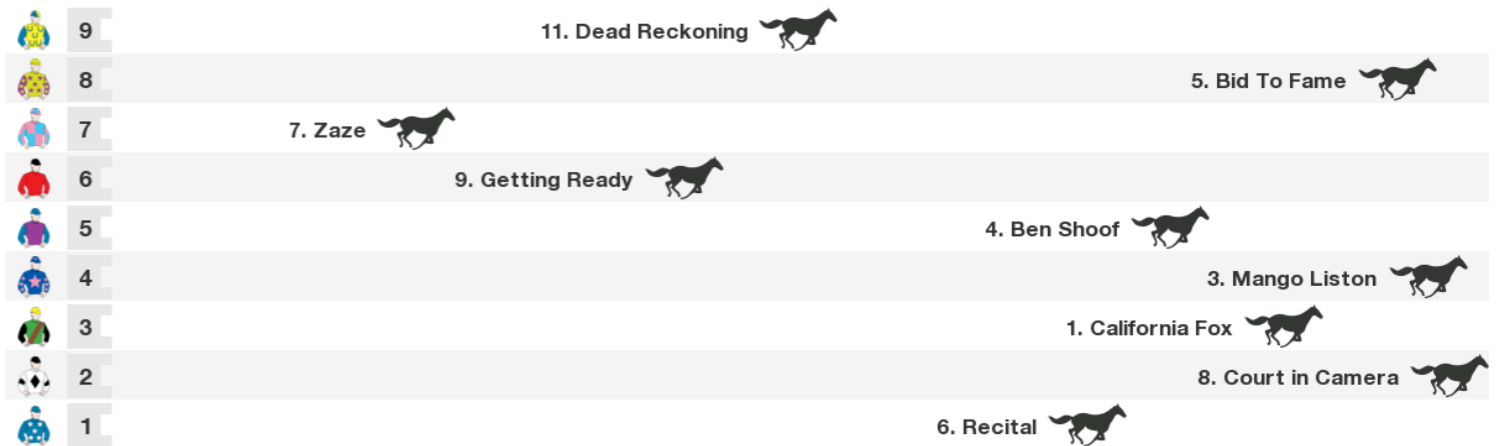 9 11. Dead Reckoning
8 5. Bid To Fame
7 7. Zaze
6 9. Getting Ready
5 4. Ben Shoof
4 3. Mango Liston
3 1. California Fox
2 8. Court in Camera
1 6. Recital